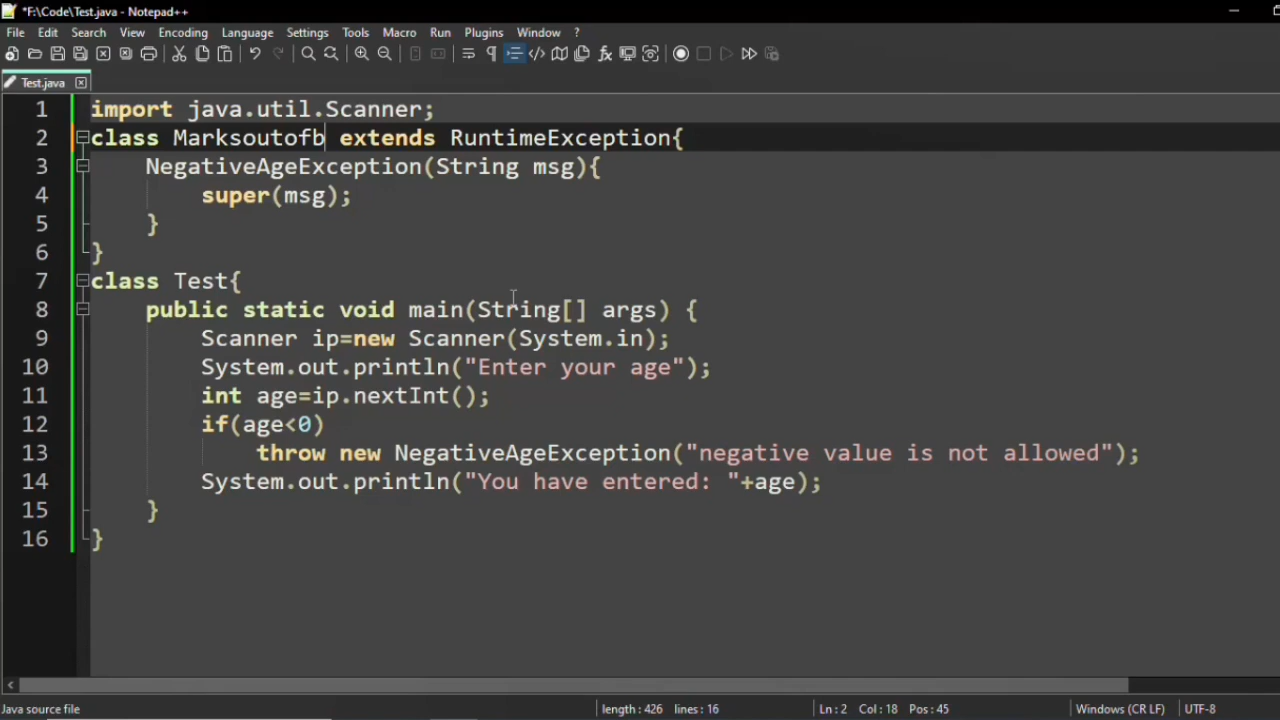 *F:\Code\Test.java - Notepad++
File Edit Search View Encoding Language Settings Tools Macro Run Plugins Window ?
Test.java
1 import java.util.Scanner;
2 class Marksoutofb extends RuntimeException{
3 NegativeAgeException(String msg){
4 super(msg);
5 }
6 }
7 class Test{
8 public static void main(String[] args) {
9 Scanner ip=new Scanner(System.in);
10 System.out.println("Enter your age");
11 int age=ip.nextInt();
12 if(age<0)
13 throw new NegativeAgeException("negative value is not allowed");
14 System.out.println("You have entered: "+age);
15 }
16 }
Java source file length : 426 lines : 16 Ln : 2 Col : 18 Pos : 45 Windows (CR LF) UTF-8